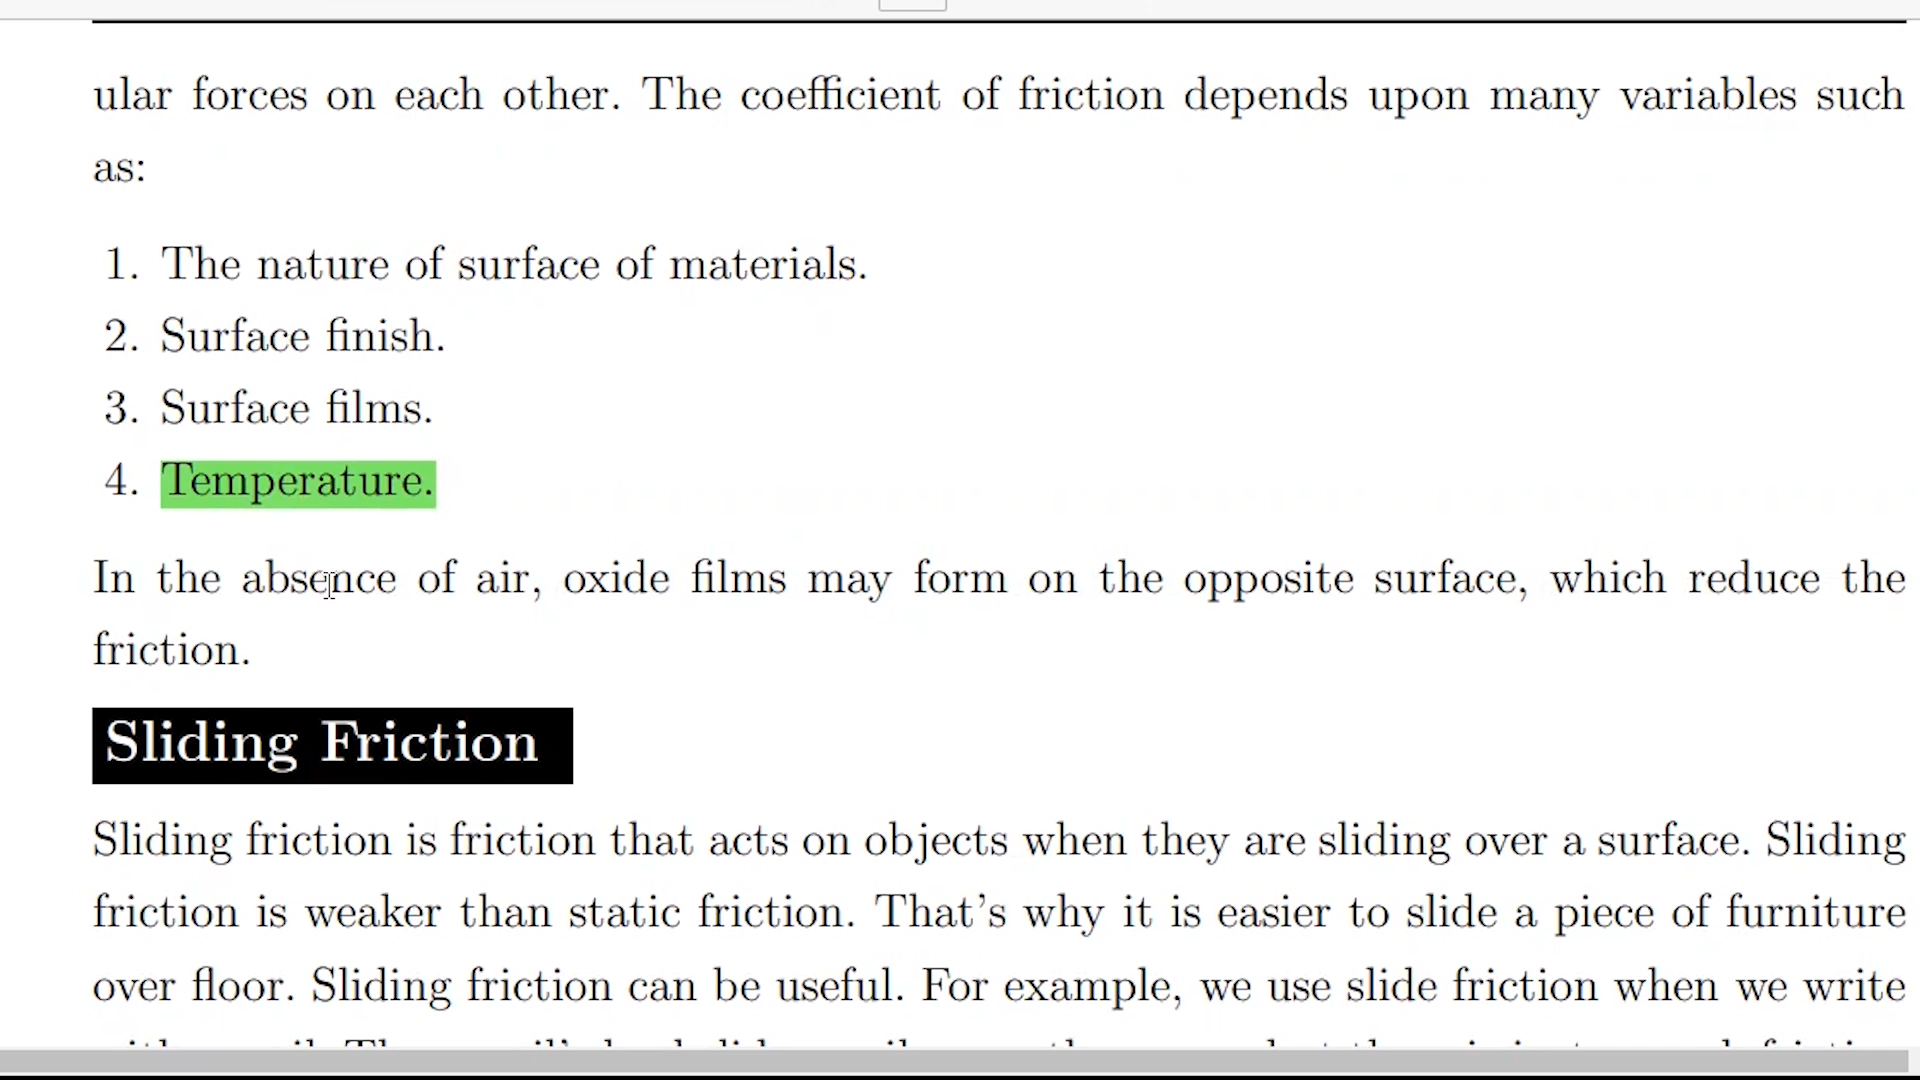 ular forces on each other. The coefficient of friction depends upon many variables such
as:
1. The nature of surface of materials.
2. Surface finish.
3. Surface films.
4. Temperature.
In the absence of air, oxide films may form on the opposite surface, which reduce the
friction.
Sliding Friction
Sliding friction is friction that acts on objects when they are sliding over a surface. Sliding
friction is weaker than static friction. That's why it is easier to slide a piece of furniture
over floor. Sliding friction can be useful. For example, we use slide friction when we write